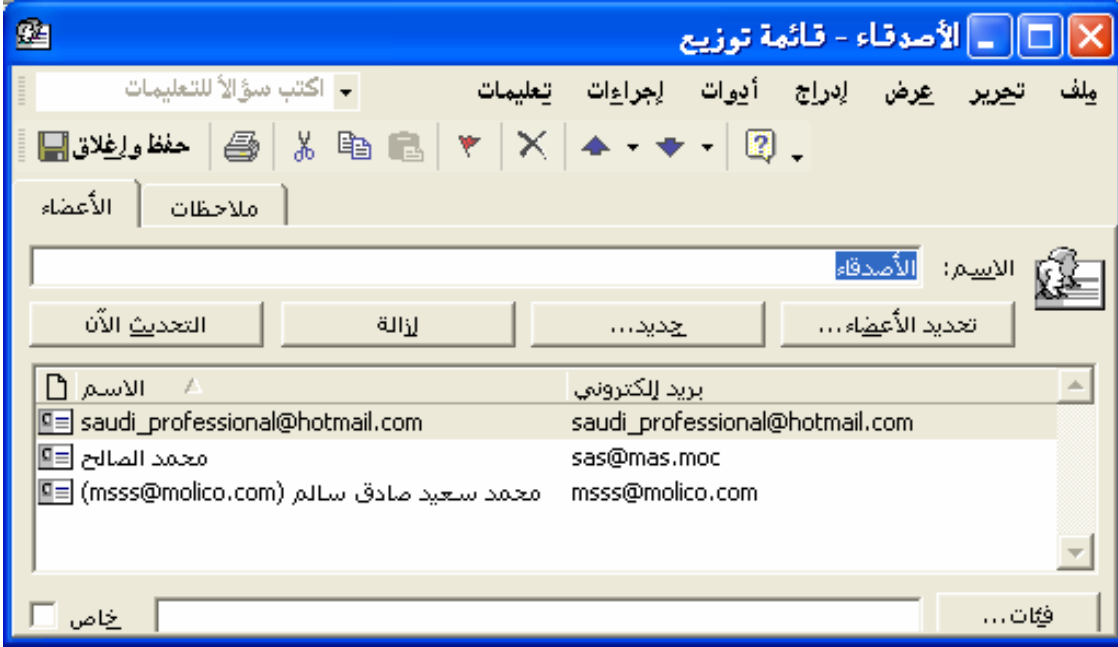 الأصدقاء - قائمة توزيع
ملف تحرير عرض إدراج أدوات إجراءات تعليمات اكتب سؤالاً للتعليمات
حفظ وإغلاق
الأعضاء ملاحظات
الاسم: الأصدقاء
تحديد الأعضاء... جديد... إزالة التحديث الآن
الاسم بريد إلكتروني
saudi_professional@hotmail.com saudi_professional@hotmail.com
محمد الصالح sas@mas.moc
محمد سعيد صادق سالم (msss@molico.com) msss@molico.com
فئات... خاص